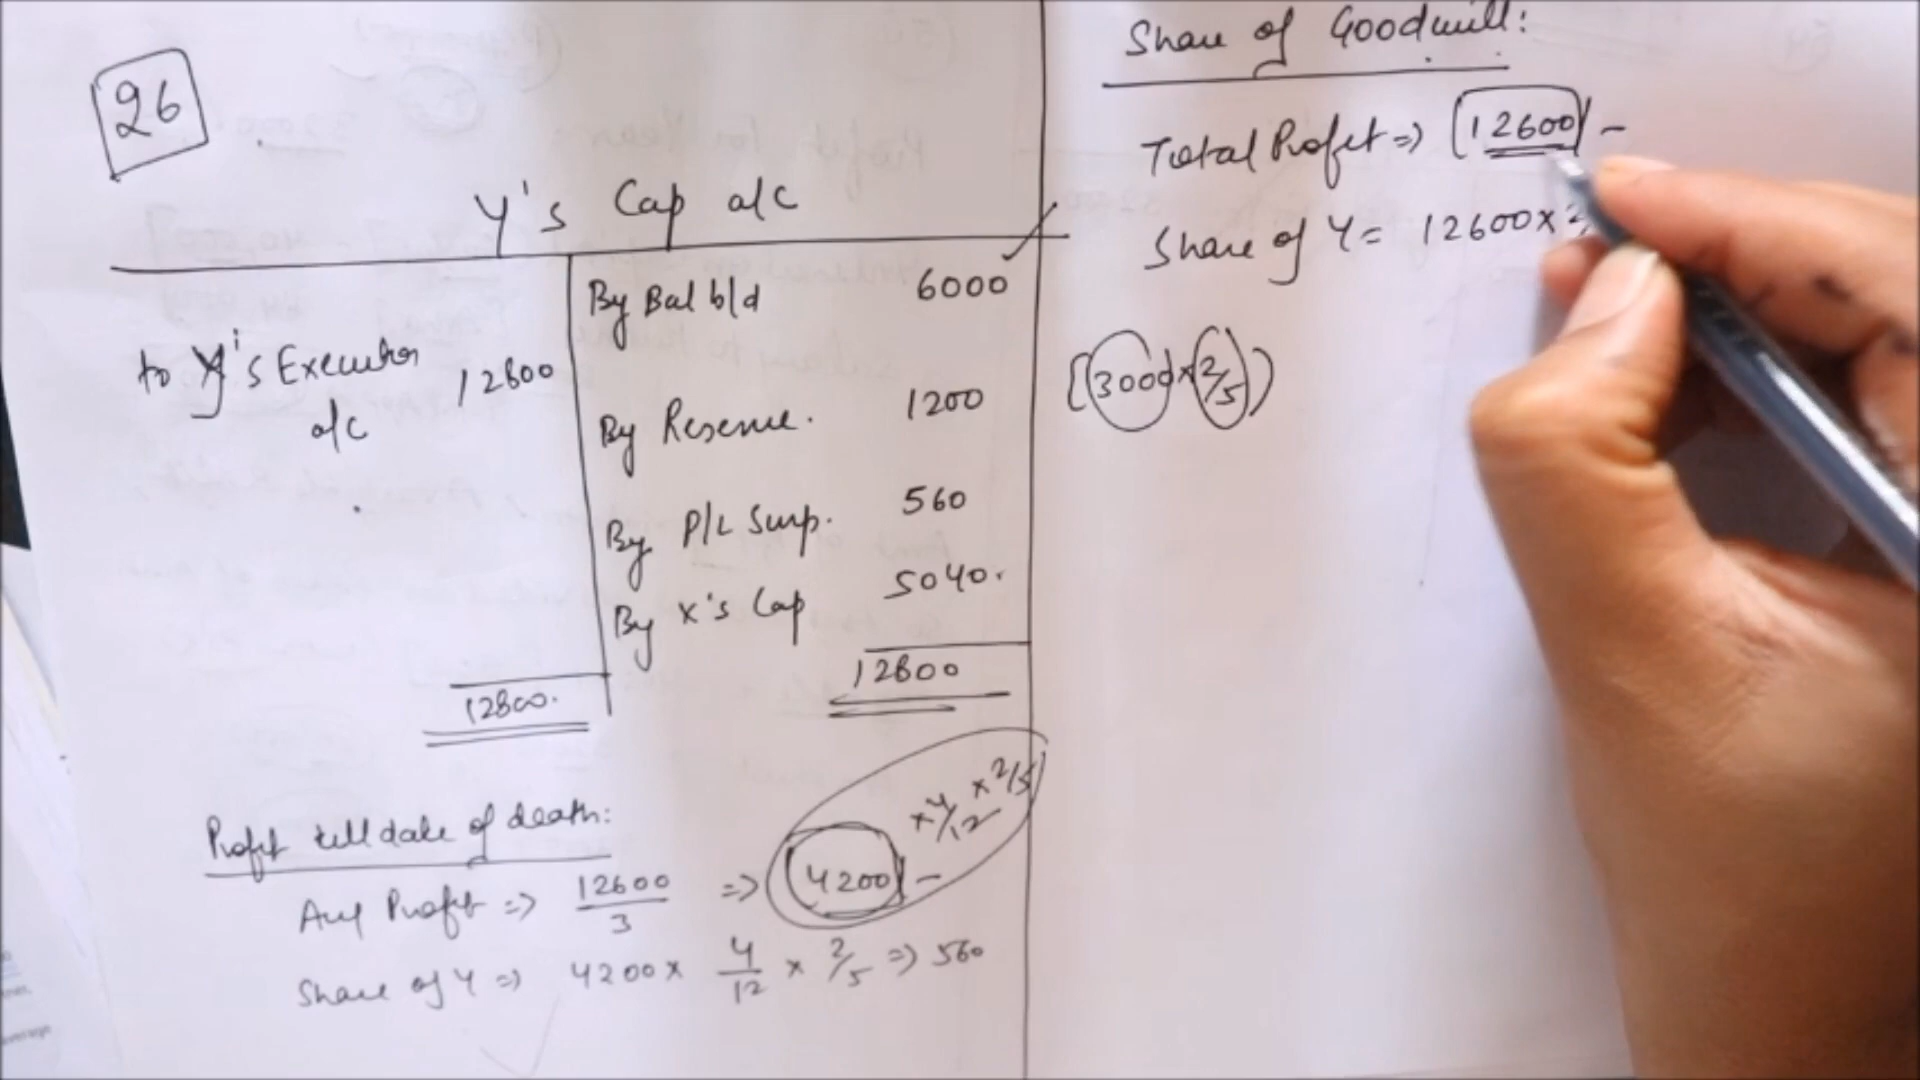 26
Y's Cap a/c
By Bal b/d 6000
to Y's Executor 12800
a/c
By Reserve. 1200
By P/L Surp. 560
By X's Cap 5040.
12800
12800.
Profit till date of death:
Avg Profit => 12600/3 => 4200 - x 4/12 x 2/5
Share of Y => 4200 x 4/12 x 2/5 => 560
Share of Goodwill:
Total Profit => 12600 -
Share of Y = 12600 x 2
[3000 x 2/5]